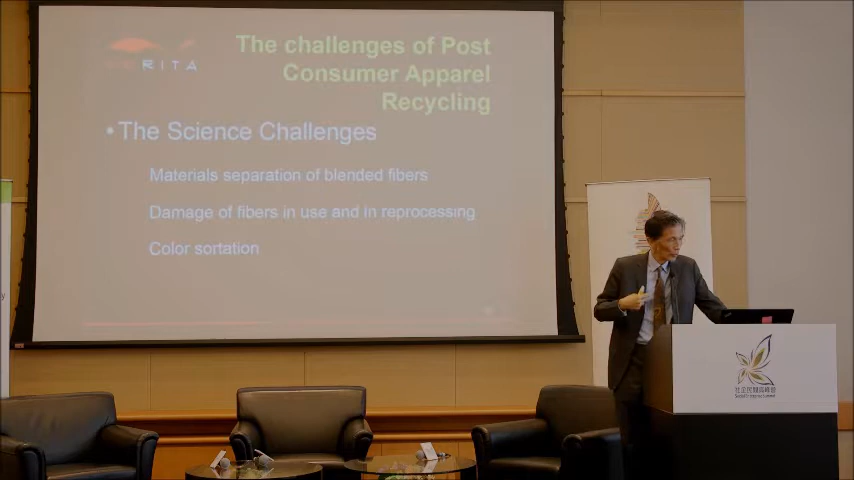 RITA
The challenges of Post
Consumer Apparel
Recycling
• The Science Challenges
Materials separation of blended fibers
Damage of fibers in use and in reprocessing
Color sortation